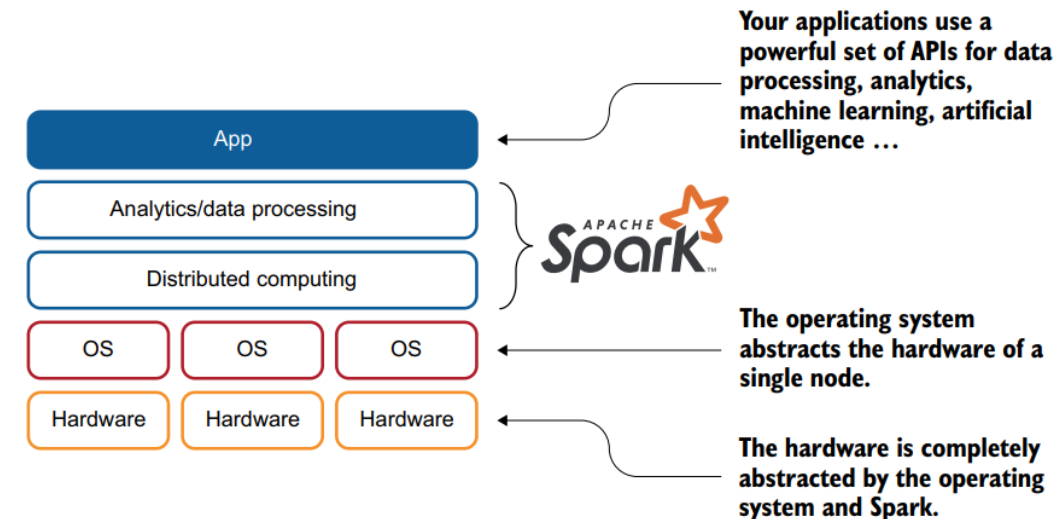 Your applications use a
powerful set of APIs for data
processing, analytics,
machine learning, artificial
intelligence …
App
Analytics/data processing
APACHE
Spark™
Distributed computing
The operating system
abstracts the hardware of a
single node.
OS OS OS
Hardware Hardware Hardware
The hardware is completely
abstracted by the operating
system and Spark.